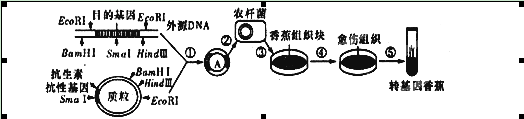 EcoRI 目的基因 EcoRI 外源DNA
BamHI SmaI HindⅢ
抗生素
抗性基因
SmaI
质粒
BamHI
HindⅢ
EcoRI
①
A
②
农杆菌
③
香蕉组织块
④
愈伤组织
⑤
转基因香蕉